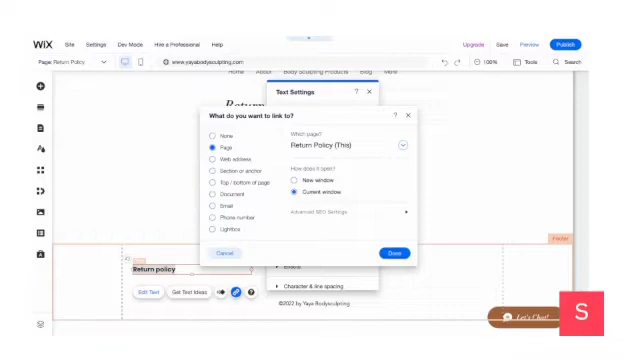 WiX Site Settings Dev Mode Hire a Professional Help Upgrade Save Preview Publish
Page: Return Policy www.yayabodysculpting.com 100% Tools Search
Home About Body Sculpting Products Blog More
Return
Text Settings ? ×
What do you want to link to? ? ×
None
Page
Web address
Section or anchor
Top / bottom of page
Document
Email
Phone number
Lightbox
Which page?
Return Policy (This)
How does it open?
New window
Current window
Advanced SEO Settings
Cancel Done
Footer
Return policy
Effects
Edit Text Get Text Ideas ?
Character & line spacing
©2022 by Yaya Bodysculpting
Let's Chat!
S